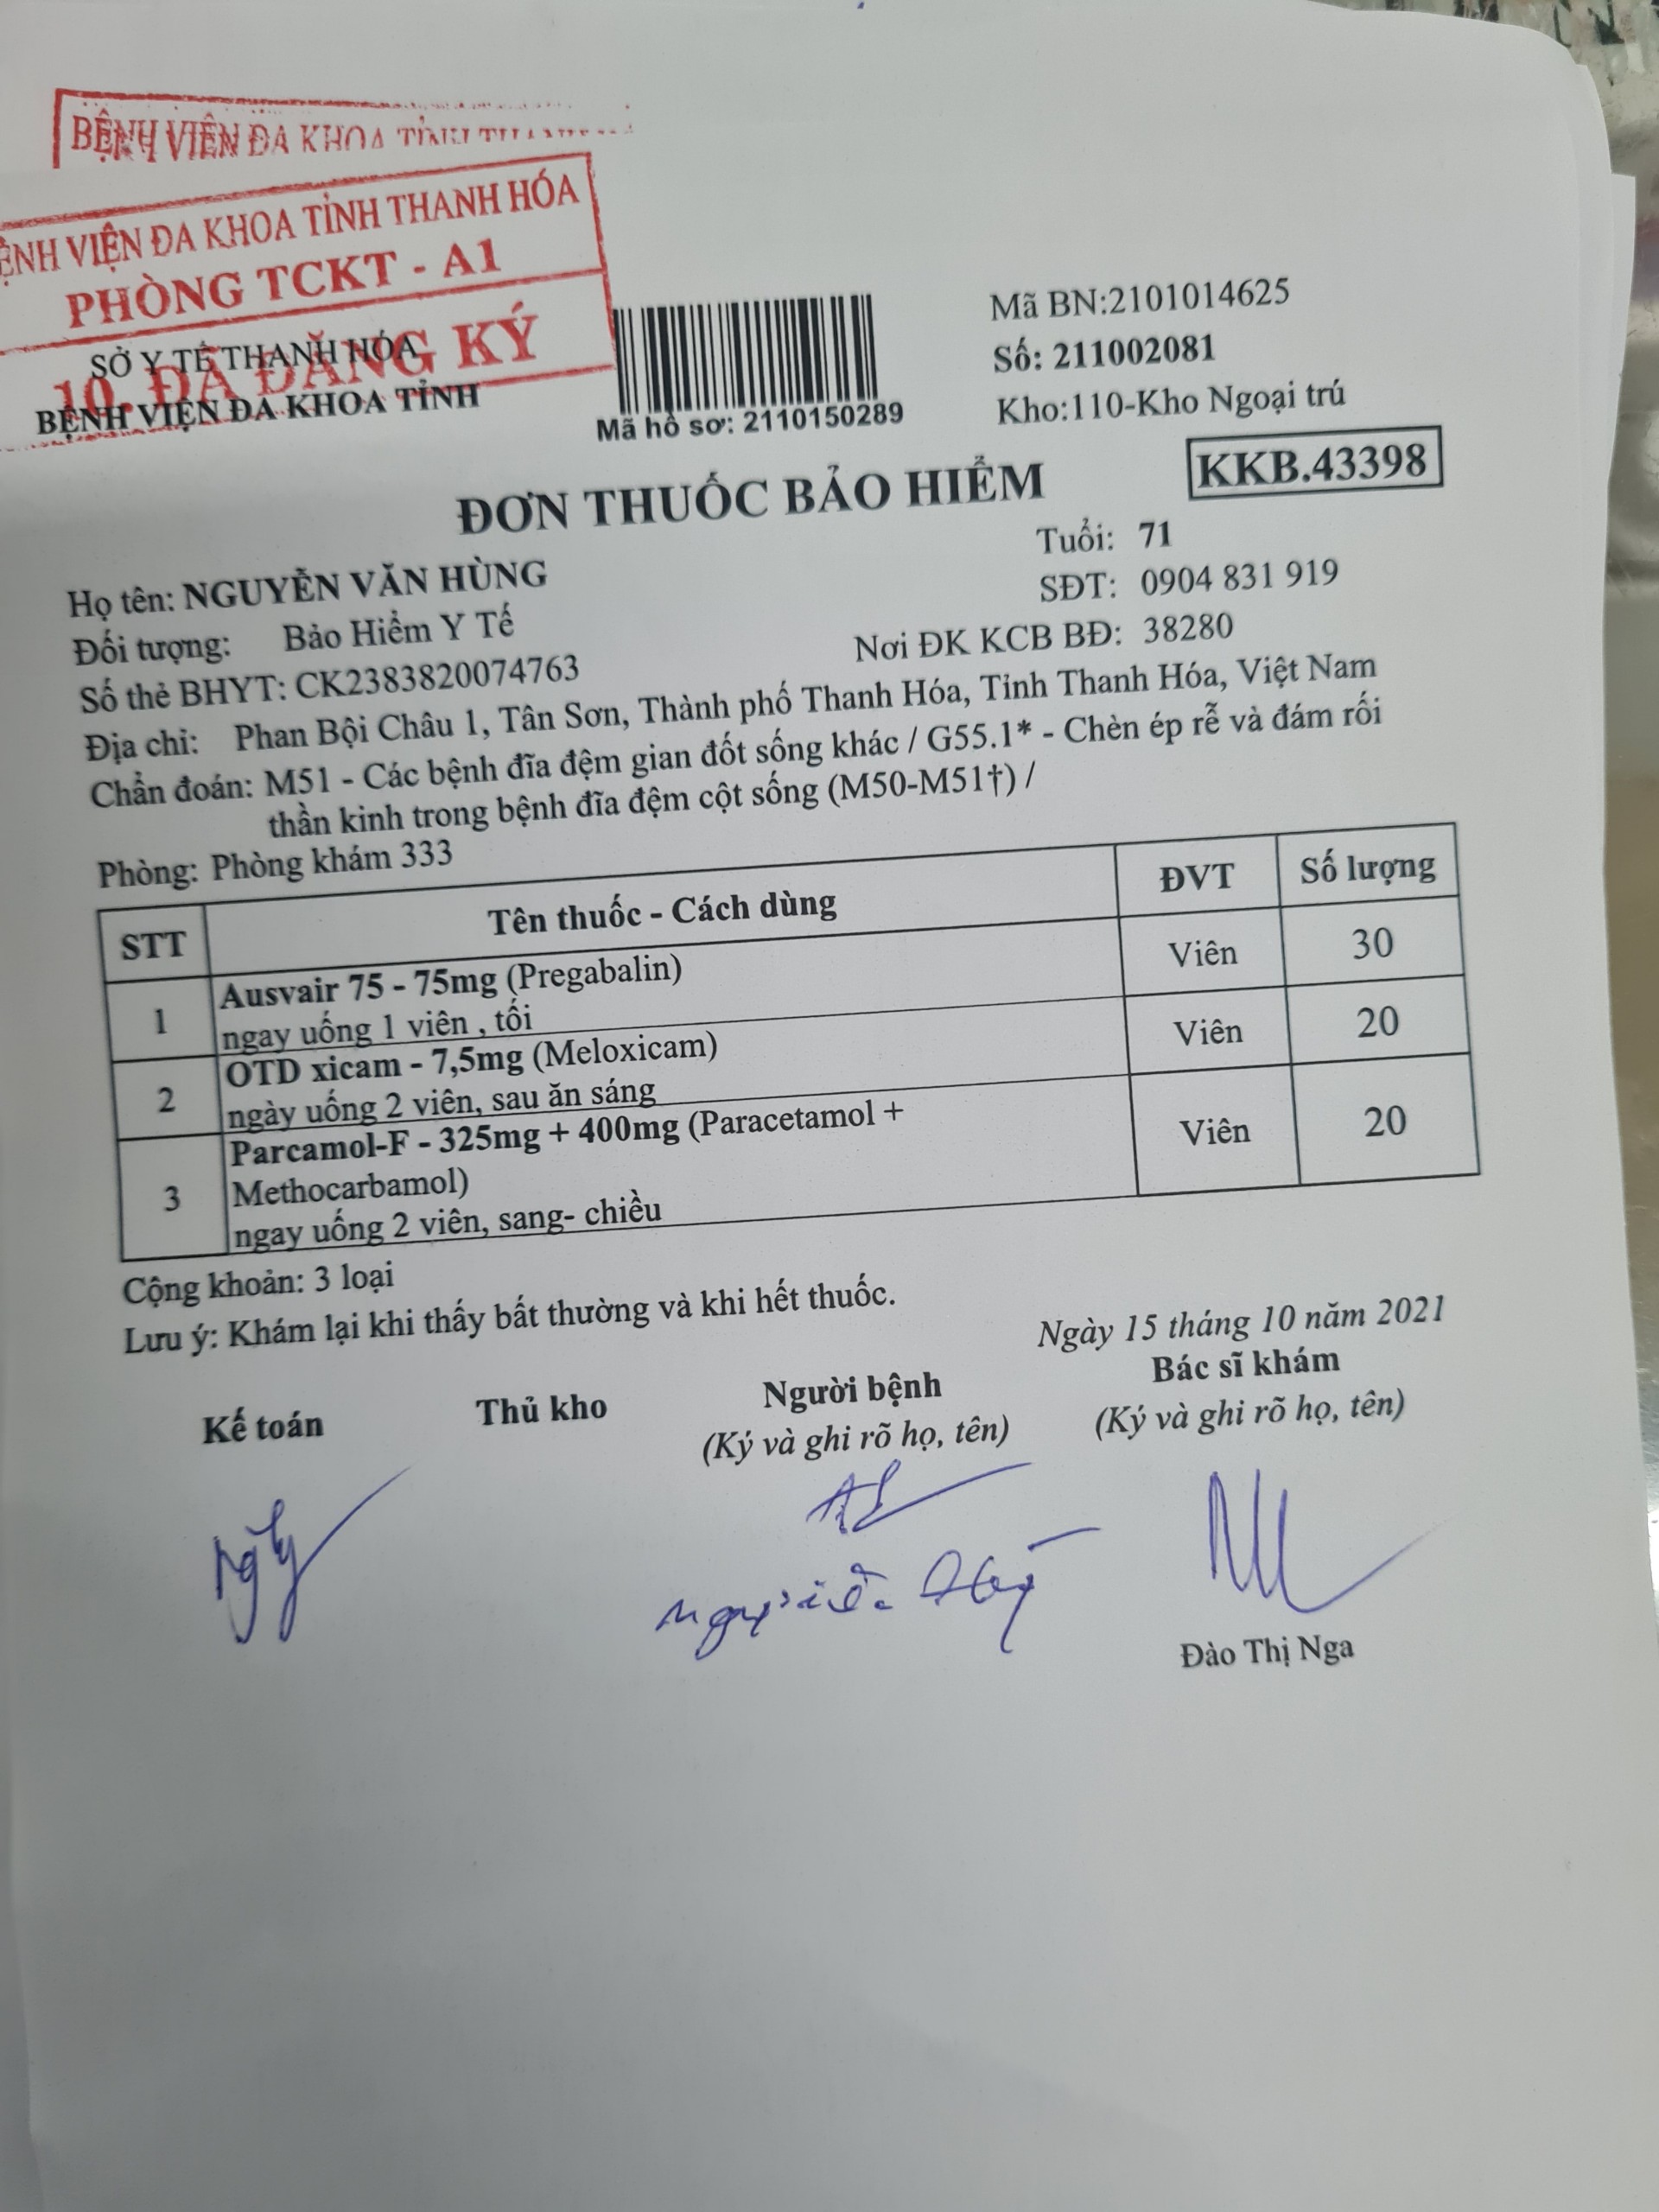 BỆNH VIỆN ĐA KHOA TỈNH
BỆNH VIỆN ĐA KHOA TỈNH THANH HÓA
PHÒNG TCKT - A1
10. ĐÃ ĐĂNG KÝ
SỞ Y TẾ THANH HÓA
BỆNH VIỆN ĐA KHOA TỈNH
Mã hồ sơ: 2110150289
Mã BN:2101014625
Số: 211002081
Kho:110-Kho Ngoại trú
KKB.43398
ĐƠN THUỐC BẢO HIỂM
Họ tên: NGUYỄN VĂN HÙNG Tuổi: 71
Đối tượng: Bảo Hiểm Y Tế SĐT: 0904 831 919
Số thẻ BHYT: CK2383820074763 Nơi ĐK KCB BĐ: 38280
Địa chỉ: Phan Bội Châu 1, Tân Sơn, Thành phố Thanh Hóa, Tỉnh Thanh Hóa, Việt Nam
Chẩn đoán: M51 - Các bệnh đĩa đệm gian đốt sống khác / G55.1* - Chèn ép rễ và đám rối
thần kinh trong bệnh đĩa đệm cột sống (M50-M51†) /
Phòng: Phòng khám 333
STT Tên thuốc - Cách dùng ĐVT Số lượng
1 Ausvair 75 - 75mg (Pregabalin) Viên 30
ngay uống 1 viên , tối
2 OTD xicam - 7,5mg (Meloxicam) Viên 20
ngày uống 2 viên, sau ăn sáng
3 Parcamol-F - 325mg + 400mg (Paracetamol + Viên 20
Methocarbamol)
ngay uống 2 viên, sang- chiều
Cộng khoản: 3 loại
Lưu ý: Khám lại khi thấy bất thường và khi hết thuốc.
Ngày 15 tháng 10 năm 2021
Kế toán Thủ kho Người bệnh Bác sĩ khám
(Ký và ghi rõ họ, tên) (Ký và ghi rõ họ, tên)
Đào Thị Nga